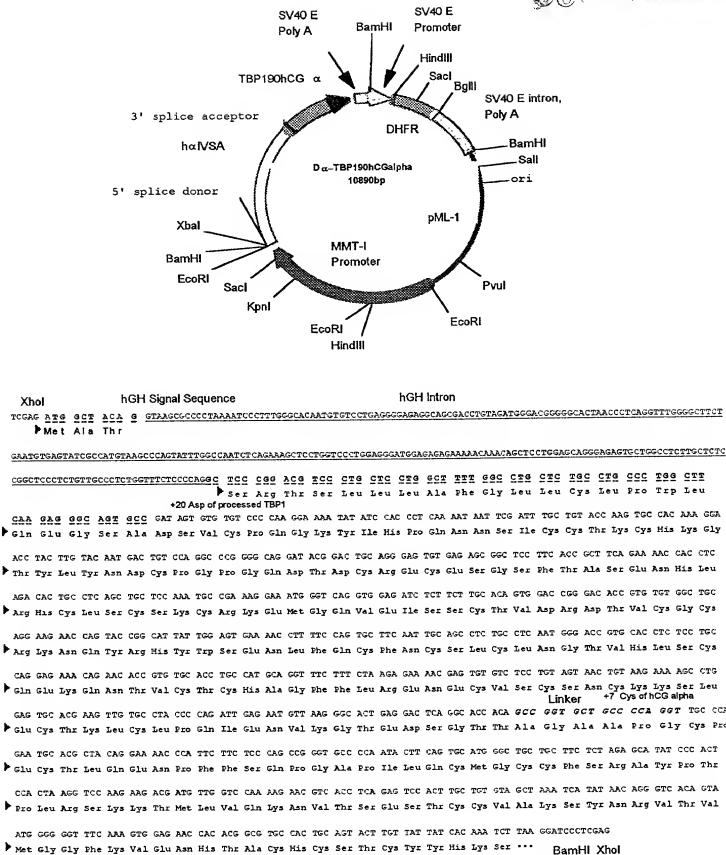 SV40 E
Poly A
BamHI
SV40 E
Promoter
HindIII
SacI
BglII
TBP190hCG α
SV40 E intron,
Poly A
3' splice acceptor
DHFR
hαIVSA
BamHI
SalI
Dα-TBP190hCGalpha
10890bp
ori
5' splice donor
pML-1
XbaI
MMT-I
Promoter
BamHI
EcoRI
SacI
PvuI
KpnI
EcoRI
EcoRI
HindIII
XhoI
hGH Signal Sequence
hGH Intron
TCGAG ATG GCT ACA G GTAAGCGCCCCTAAAATCCCTTTGGGCACAATGTGTCCTGAGGGGAGAGGCAGCGACCTGTAGATGGGACGGGGGCACTAACCCTCAGGTTTGGGGCTTCT
Met Ala Thr
GAATGTGAGTATCGCCATGTAAGCCCAGTATTTGGCCAATCTCAGAAAGCTCCTGGTCCCTGGAGGGATGGAGAGAGAAAAACAAACAGCTCCTGGAGCAGGGAGAGTGCTGGCCTCTTGCTCTC
CGGCTCCCTCTGTTGCCCTCTGGTTTCTCCCCAGGC TCC CGG ACG TCC CTG CTC CTG GCT TTT GGC CTG CTC TGC CTG CCC TGG CTT
Ser Arg Thr Ser Leu Leu Leu Ala Phe Gly Leu Leu Cys Leu Pro Trp Leu
+20 Asp of processed TBP1
CAA GAG GGC AGT GCC GAT AGT GTG TGT CCC CAA GGA AAA TAT ATC CAC CCT CAA AAT AAT TCG ATT TGC TGT ACC AAG TGC CAC AAA GGA
Gln Glu Gly Ser Ala Asp Ser Val Cys Pro Gln Gly Lys Tyr Ile His Pro Gln Asn Asn Ser Ile Cys Cys Thr Lys Cys His Lys Gly
ACC TAC TTG TAC AAT GAC TGT CCA GGC CCG GGG CAG GAT ACG GAC TGC AGG GAG TGT GAG AGC GGC TCC TTC ACC GCT TCA GAA AAC CAC CTC
Thr Tyr Leu Tyr Asn Asp Cys Pro Gly Pro Gly Gln Asp Thr Asp Cys Arg Glu Cys Glu Ser Gly Ser Phe Thr Ala Ser Glu Asn His Leu
AGA CAC TGC CTC AGC TGC TCC AAA TGC CGA AAG GAA ATG GGT CAG GTG GAG ATC TCT TCT TGC ACA GTG GAC CGG GAC ACC GTG TGT GGC TGC
Arg His Cys Leu Ser Cys Ser Lys Cys Arg Lys Glu Met Gly Gln Val Glu Ile Ser Ser Cys Thr Val Asp Arg Asp Thr Val Cys Gly Cys
AGG AAG AAC CAG TAC CGG CAT TAT TGG AGT GAA AAC CTT TTC CAG TGC TTC AAT TGC AGC CTC TGC CTC AAT GGG ACC GTG CAC CTC TCC TGC
Arg Lys Asn Gln Tyr Arg His Tyr Trp Ser Glu Asn Leu Phe Gln Cys Phe Asn Cys Ser Leu Cys Leu Asn Gly Thr Val His Leu Ser Cys
CAG GAG AAA CAG AAC ACC GTG TGC ACC TGC CAT GCA GGT TTC TTT CTA AGA GAA AAC GAG TGT GTC TCC TGT AGT AAC TGT AAG AAA AGC CTG
Gln Glu Lys Gln Asn Thr Val Cys Thr Cys His Ala Gly Phe Phe Leu Arg Glu Asn Glu Cys Val Ser Cys Ser Asn Cys Lys Lys Ser Leu
Linker
+7 Cys of hCG alpha
GAG TGC ACG AAG TTG TGC CTA CCC CAG ATT GAG AAT GTT AAG GGC ACT GAG GAC TCA GGC ACC ACA GCC GGT GCT GCC CCA GGT TGC CCA
Glu Cys Thr Lys Leu Cys Leu Pro Gln Ile Glu Asn Val Lys Gly Thr Glu Asp Ser Gly Thr Thr Ala Gly Ala Ala Pro Gly Cys Pro
GAA TGC ACG CTA CAG GAA AAC CCA TTC TTC TCC CAG CCG GGT GCC CCA ATA CTT CAG TGC ATG GGC TGC TGC TTC TCT AGA GCA TAT CCC ACT
Glu Cys Thr Leu Gln Glu Asn Pro Phe Phe Ser Gln Pro Gly Ala Pro Ile Leu Gln Cys Met Gly Cys Cys Phe Ser Arg Ala Tyr Pro Thr
CCA CTA AGG TCC AAG AAG ACG ATG TTG GTC CAA AAG AAC GTC ACC TCA GAG TCC ACT TGC TGT GTA GCT AAA TCA TAT AAC AGG GTC ACA GTA
Pro Leu Arg Ser Lys Lys Thr Met Leu Val Gln Lys Asn Val Thr Ser Glu Ser Thr Cys Cys Val Ala Lys Ser Tyr Asn Arg Val Thr Val
ATG GGG GGT TTC AAA GTG GAG AAC CAC ACG GCG TGC CAC TGC AGT ACT TGT TAT TAT CAC AAA TCT TAA GGATCCCTCGAG
Met Gly Gly Phe Lys Val Glu Asn His Thr Ala Cys His Cys Ser Thr Cys Tyr Tyr His Lys Ser •••
BamHI XhoI